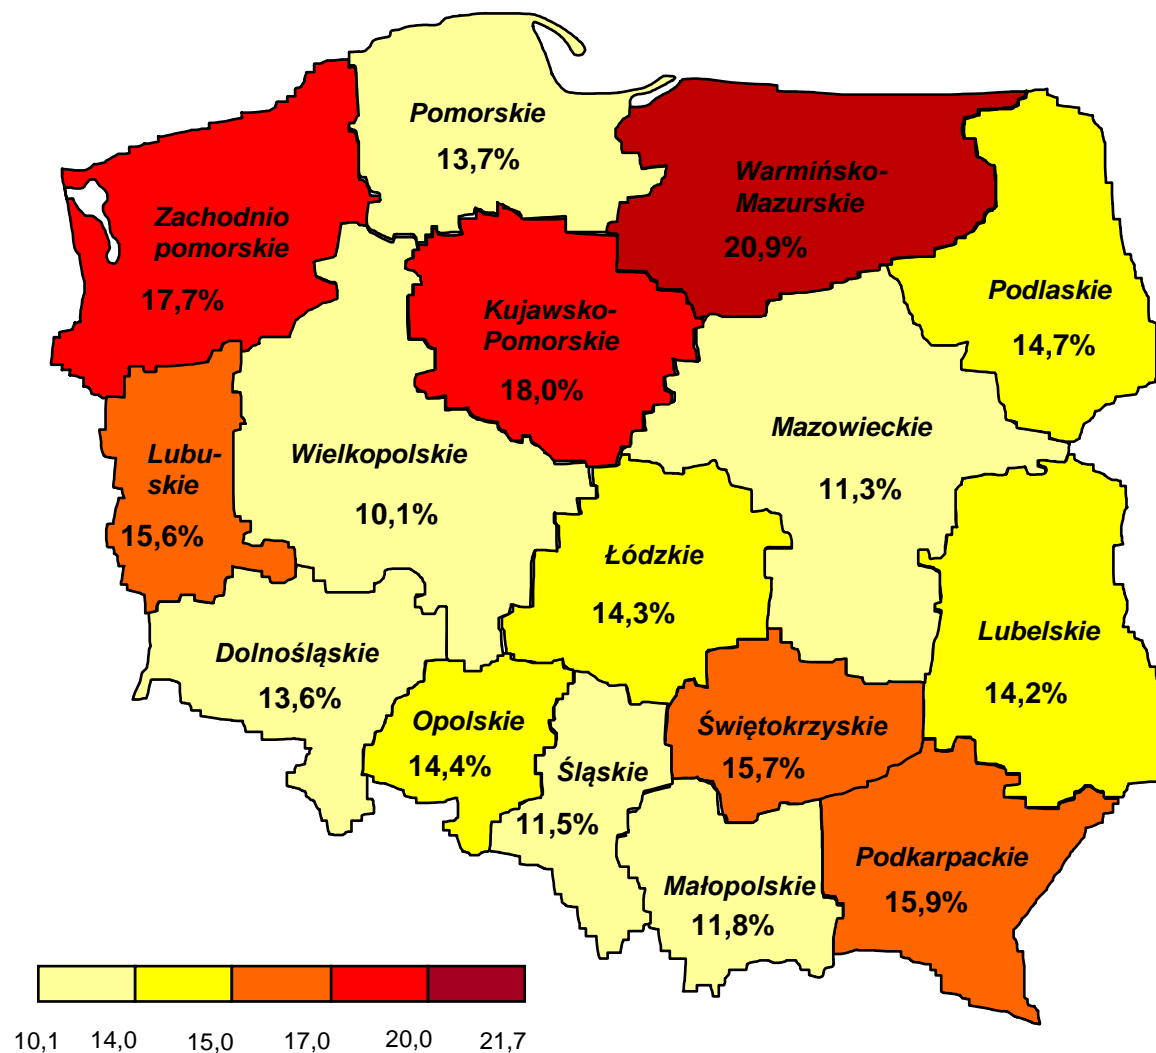 Pomorskie
13,7%
Warmińsko-
Mazurskie
20,9%
Zachodnio
pomorskie
17,7%
Podlaskie
14,7%
Kujawsko-
Pomorskie
18,0%
Mazowieckie
11,3%
Lubu-
skie
15,6%
Wielkopolskie
10,1%
Łódzkie
14,3%
Lubelskie
14,2%
Dolnośląskie
13,6%
Opolskie
14,4%
Śląskie
11,5%
Świętokrzyskie
15,7%
Małopolskie
11,8%
Podkarpackie
15,9%
10,1 14,0 15,0 17,0 20,0 21,7